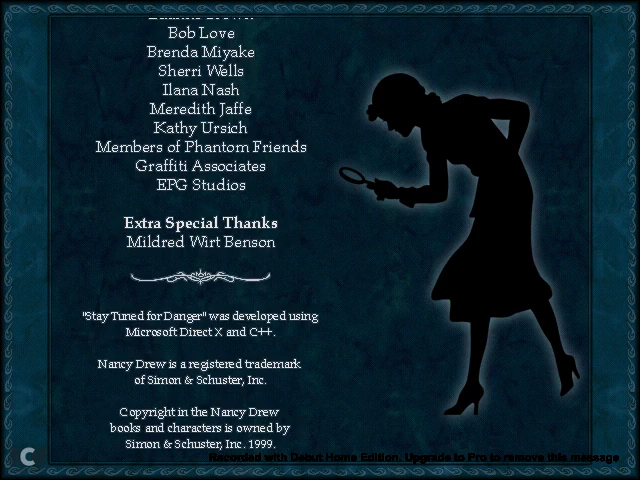 Bob Love
Brenda Miyake
Sherri Wells
Ilana Nash
Meredith Jaffe
Kathy Ursich
Members of Phantom Friends
Graffiti Associates
EPG Studios
Extra Special Thanks
Mildred Wirt Benson
"Stay Tuned for Danger" was developed using
Microsoft Direct X and C++.
Nancy Drew is a registered trademark
of Simon & Schuster, Inc.
Copyright in the Nancy Drew
books and characters is owned by
Simon & Schuster, Inc. 1999.
C
Recorded with Debut Home Edition. Upgrade to Pro to remove this message